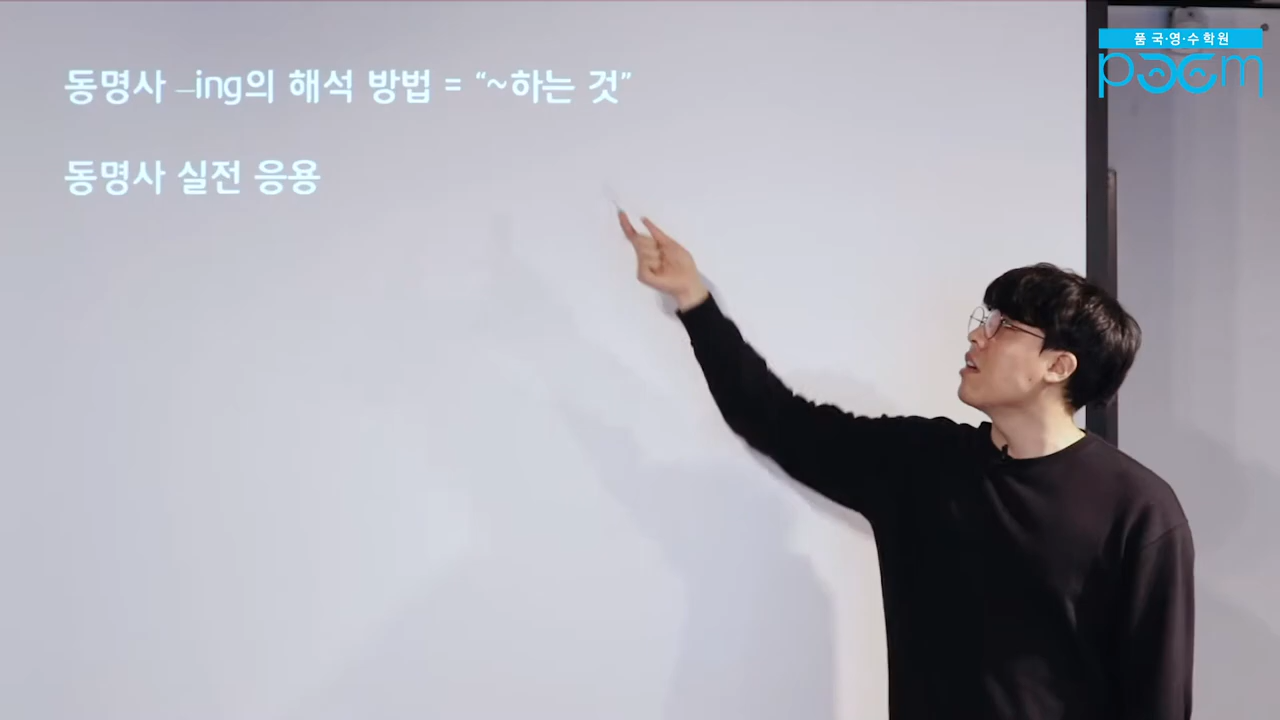 동명사 –ing의 해석 방법 = “~하는 것”
동명사 실전 응용
품 국·영·수 학원
poem